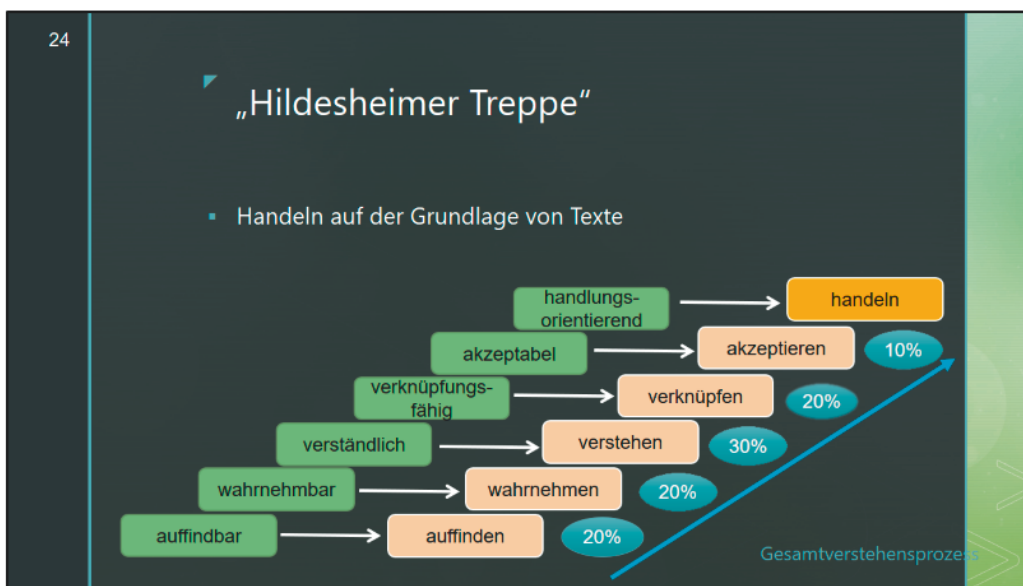 24
„Hildesheimer Treppe“
Handeln auf der Grundlage von Texte
handlungs-
orientierend
handeln
akzeptabel
akzeptieren
10%
verknüpfungs-
fähig
verknüpfen
20%
verständlich
verstehen
30%
wahrnehmbar
wahrnehmen
20%
auffindbar
auffinden
20%
Gesamtverstehensprozess